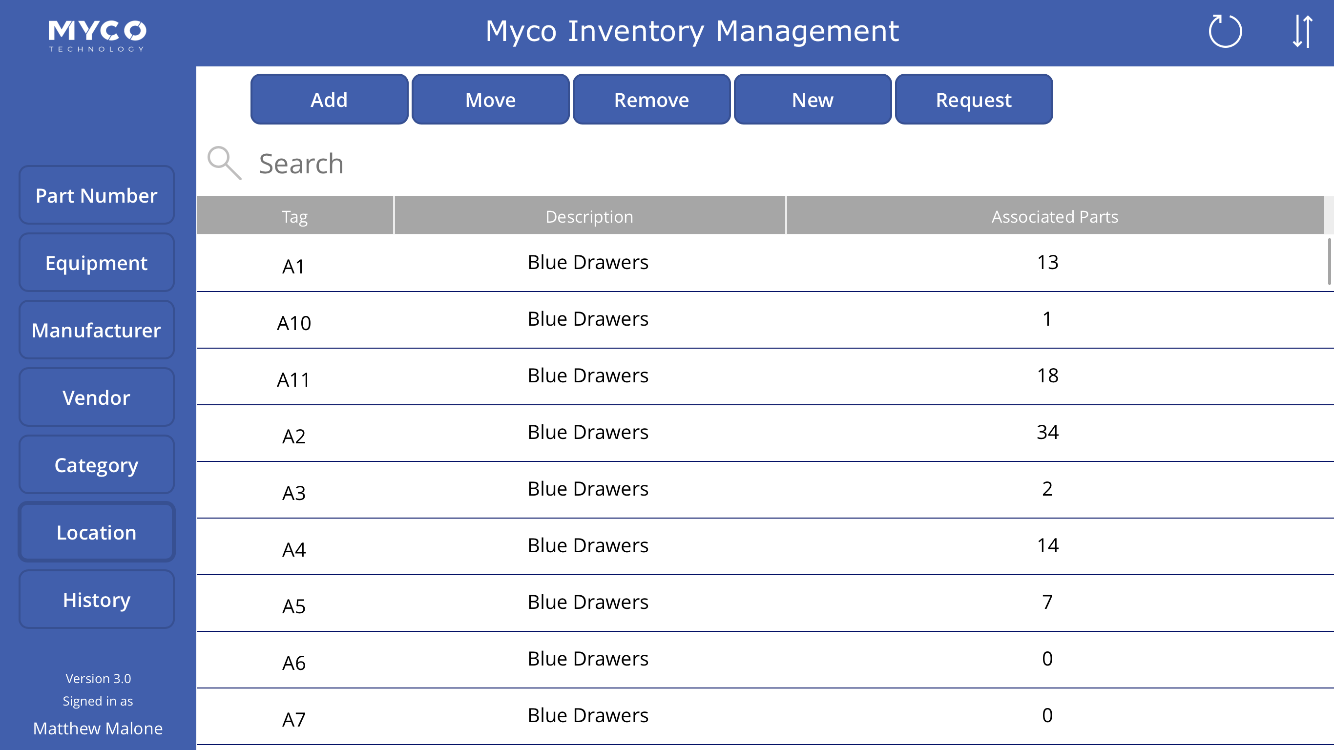 MYCO
TECHNOLOGY
Myco Inventory Management
Add Move Remove New Request
Search
Part Number
Equipment
Manufacturer
Vendor
Category
Location
History
Version 3.0
Signed in as
Matthew Malone
Tag Description Associated Parts
A1 Blue Drawers 13
A10 Blue Drawers 1
A11 Blue Drawers 18
A2 Blue Drawers 34
A3 Blue Drawers 2
A4 Blue Drawers 14
A5 Blue Drawers 7
A6 Blue Drawers 0
A7 Blue Drawers 0